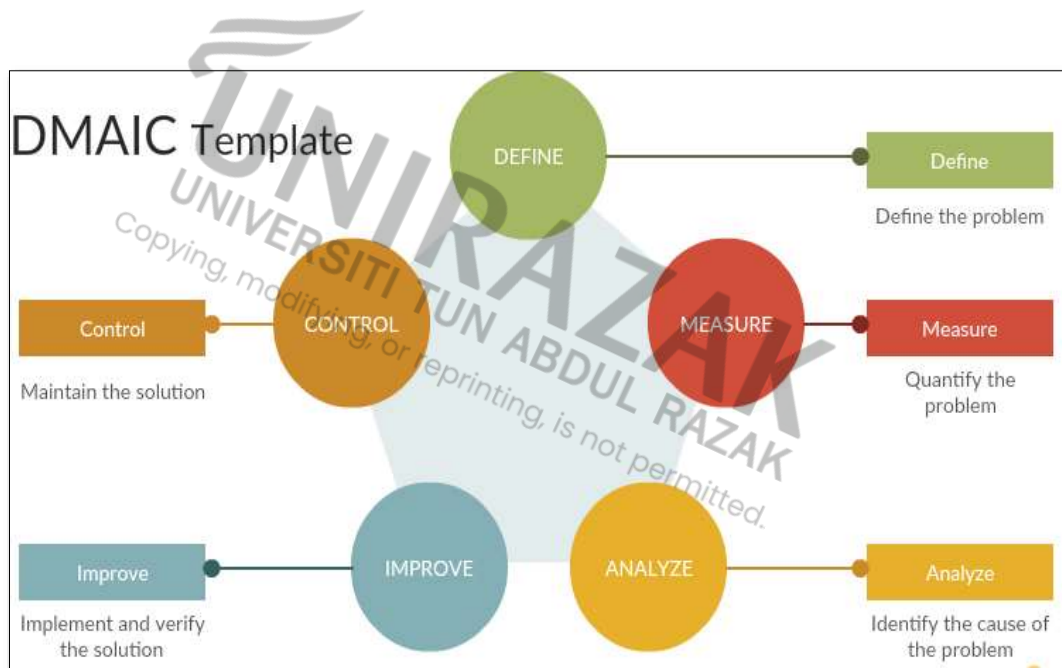 DMAIC Template
DEFINE
Define
Define the problem
CONTROL
MEASURE
Control
Maintain the solution
Measure
Quantify the
problem
IMPROVE
ANALYZE
Improve
Implement and verify
the solution
Analyze
Identify the cause of
the problem
UNIRAZAK
UNIVERSITI TUN ABDUL RAZAK
Copying, modifying, or reprinting, is not permitted.